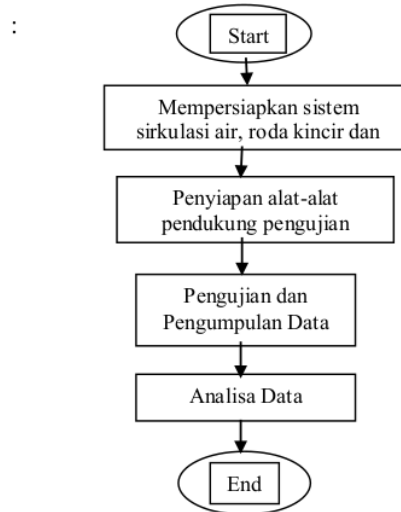 :
Start
Mempersiapkan sistem
sirkulasi air, roda kincir dan
Penyiapan alat-alat
pendukung pengujian
Pengujian dan
Pengumpulan Data
Analisa Data
End